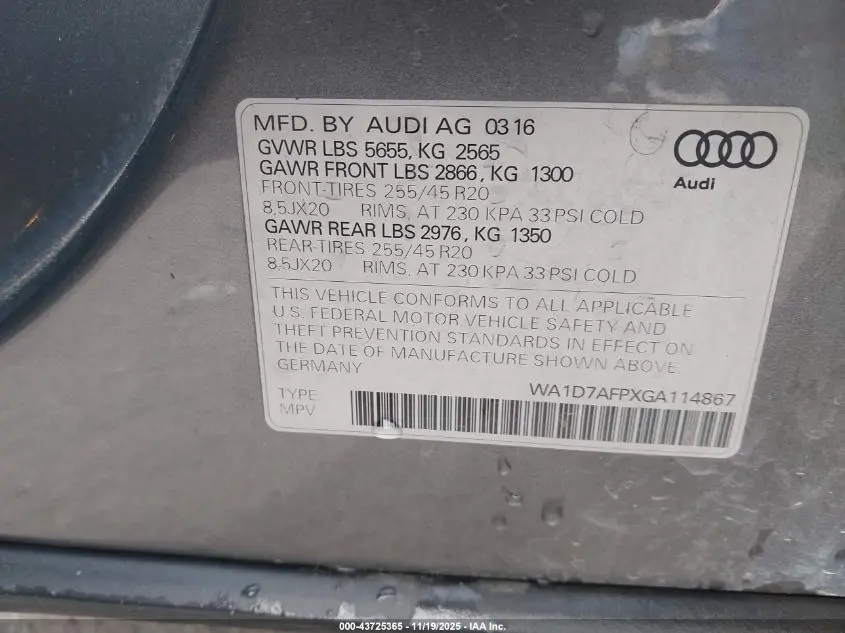 MFD. BY AUDI AG 03 16
GVWR LBS 5655, KG 2565
GAWR FRONT LBS 2866, KG 1300
FRONT-TIRES 255/45 R20
8,5JX20 RIMS, AT 230 KPA 33 PSI COLD
GAWR REAR LBS 2976, KG 1350
REAR-TIRES 255/45 R20
8,5JX20 RIMS, AT 230 KPA 33 PSI COLD
Audi
THIS VEHICLE CONFORMS TO ALL APPLICABLE
U.S. FEDERAL MOTOR VEHICLE SAFETY AND
THEFT PREVENTION STANDARDS IN EFFECT ON
THE DATE OF MANUFACTURE SHOWN ABOVE.
GERMANY
WA1D7AFPXGA114867
TYPE
MPV
000-43725365 - 11/19/2025 - IAA Inc.